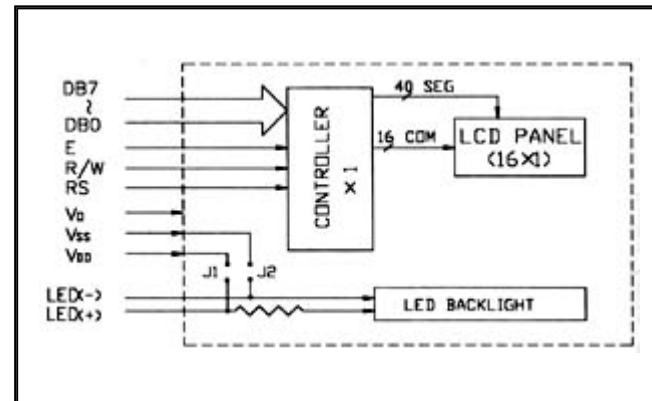 DB7
~
DB0
E
R/W
RS
Vo
Vss
VDD
LED(-)
LED(+)
CONTROLLER
x 1
40 SEG
16 COM
LCD PANEL
(16X1)
J1
J2
LED BACKLIGHT